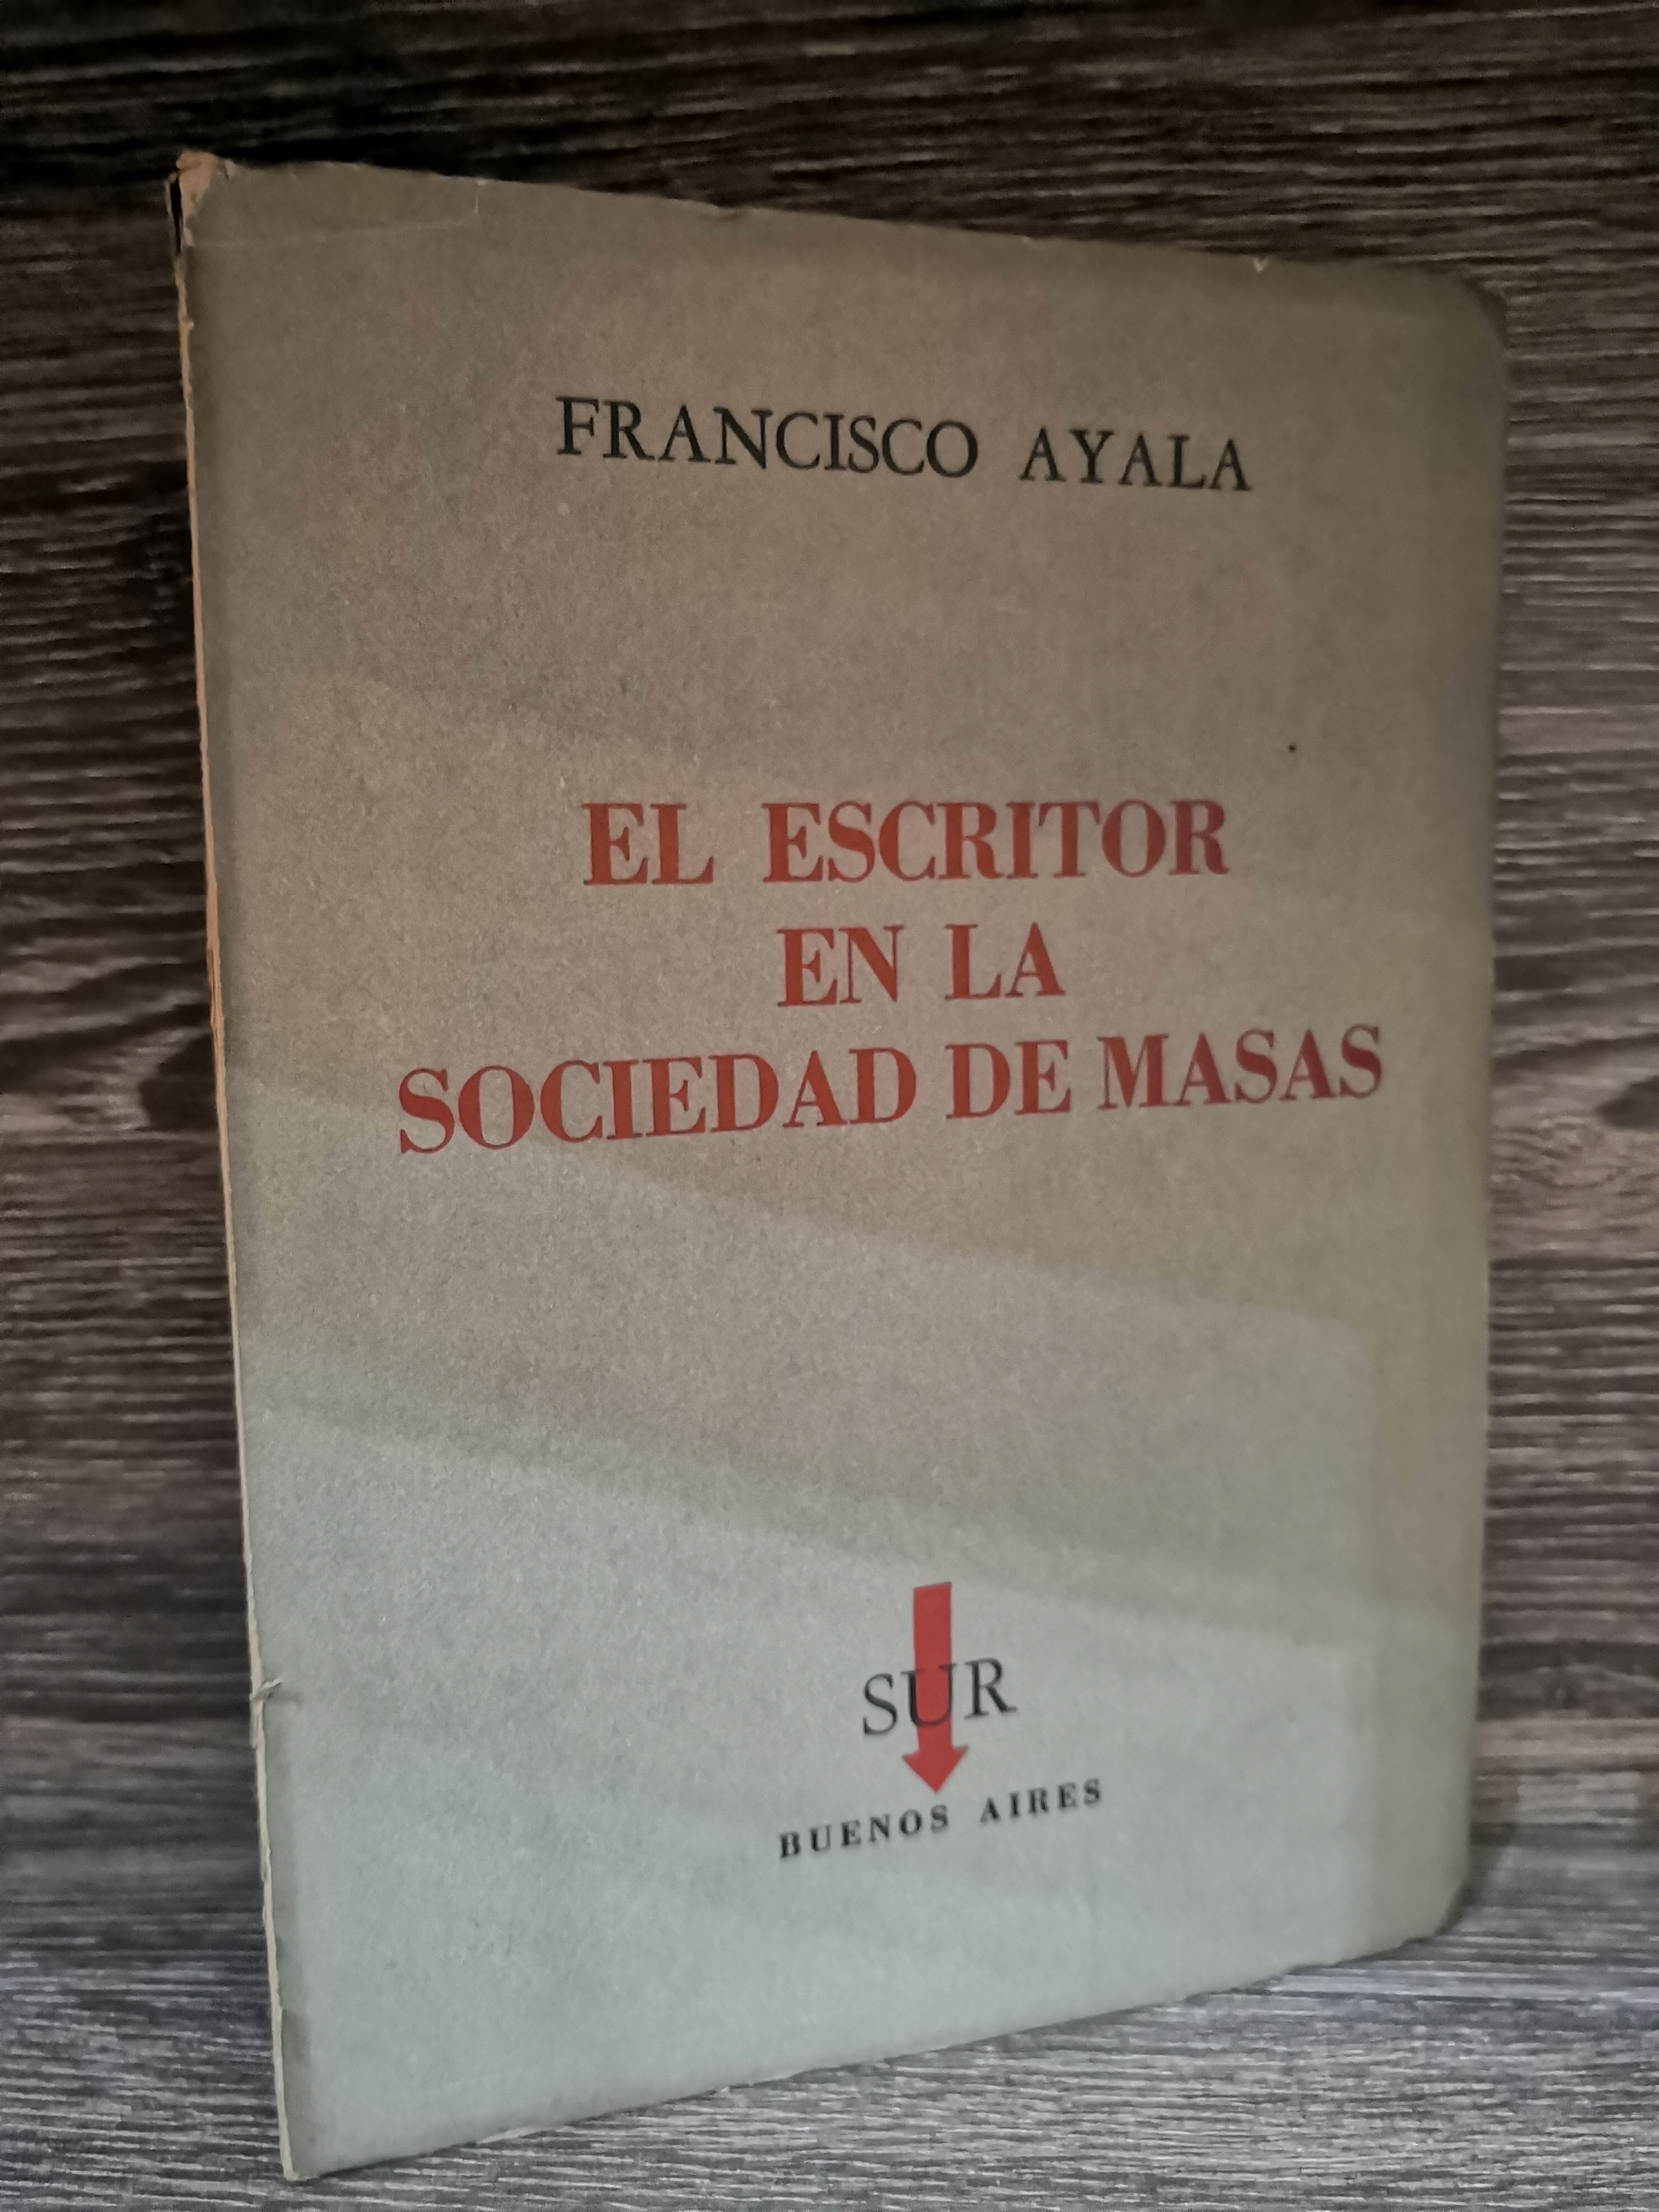 FRANCISCO AYALA
EL ESCRITOR
EN LA
SOCIEDAD DE MASAS
SUR
BUENOS AIRES